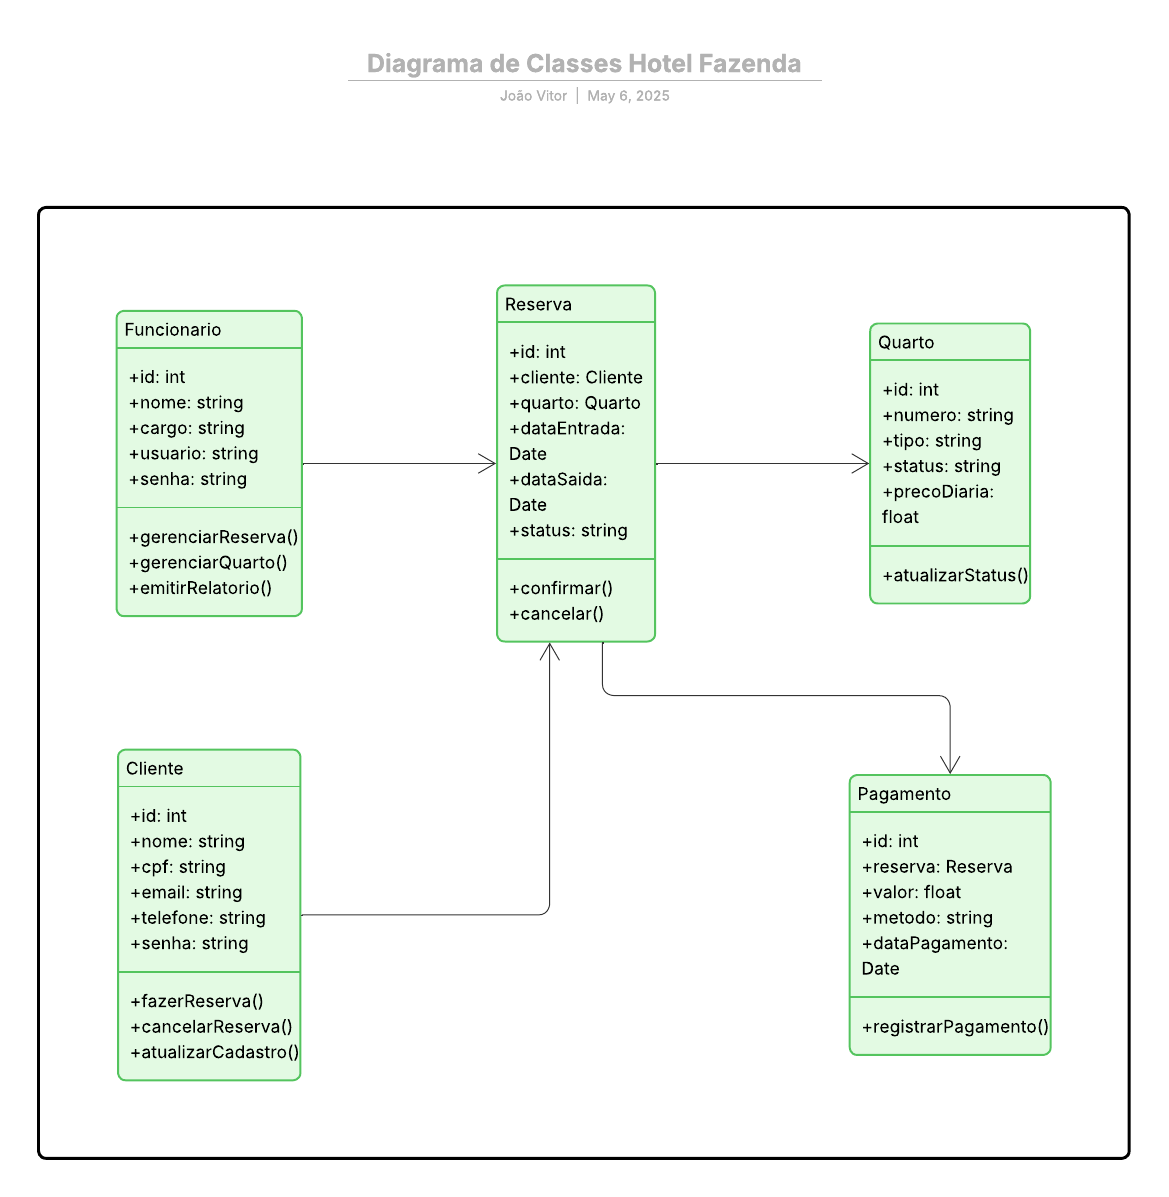 Diagrama de Classes Hotel Fazenda
João Vitor | May 6, 2025
Funcionario
+id: int
+nome: string
+cargo: string
+usuario: string
+senha: string
+gerenciarReserva()
+gerenciarQuarto()
+emitirRelatorio()
Reserva
+id: int
+cliente: Cliente
+quarto: Quarto
+dataEntrada:
Date
+dataSaida:
Date
+status: string
+confirmar()
+cancelar()
Quarto
+id: int
+numero: string
+tipo: string
+status: string
+precoDiaria:
float
+atualizarStatus()
Cliente
+id: int
+nome: string
+cpf: string
+email: string
+telefone: string
+senha: string
+fazerReserva()
+cancelarReserva()
+atualizarCadastro()
Pagamento
+id: int
+reserva: Reserva
+valor: float
+metodo: string
+dataPagamento:
Date
+registrarPagamento()